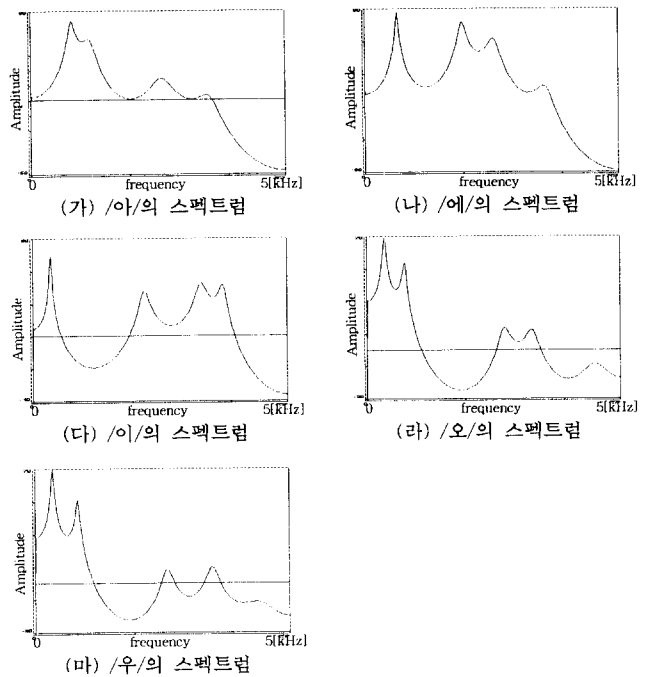 Amplitude
0 frequency 5[kHz]
(가) /아/의 스펙트럼
Amplitude
0 frequency 5[kHz]
(나) /에/의 스펙트럼
Amplitude
0 frequency 5[kHz]
(다) /이/의 스펙트럼
Amplitude
0 frequency 5[kHz]
(라) /오/의 스펙트럼
Amplitude
0 frequency 5[kHz]
(마) /우/의 스펙트럼